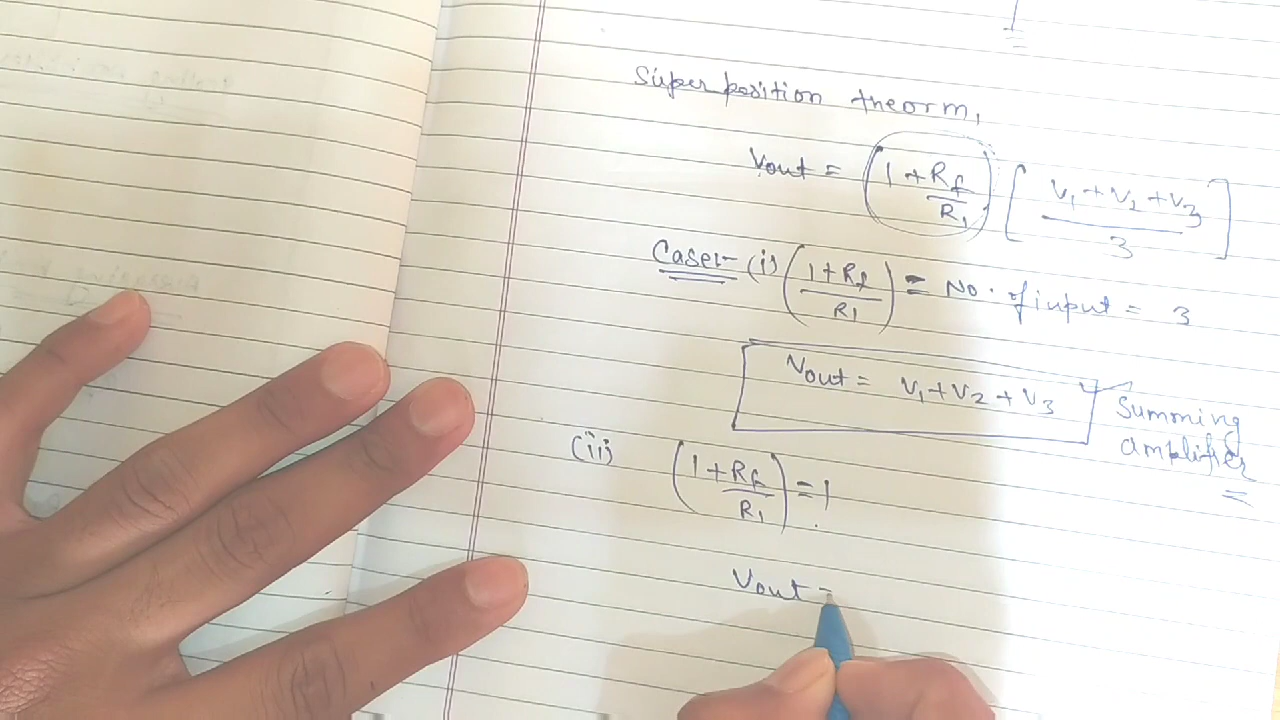 Superposition theorm,
Vout = (1 + Rf/R1) [V1 + V2 + V3 / 3]
Case:- (i) (1 + Rf/R1) = No. of input = 3
Vout = V1 + V2 + V3
Summing
amplifier
(ii) (1 + Rf/R1) = 1
Vout =